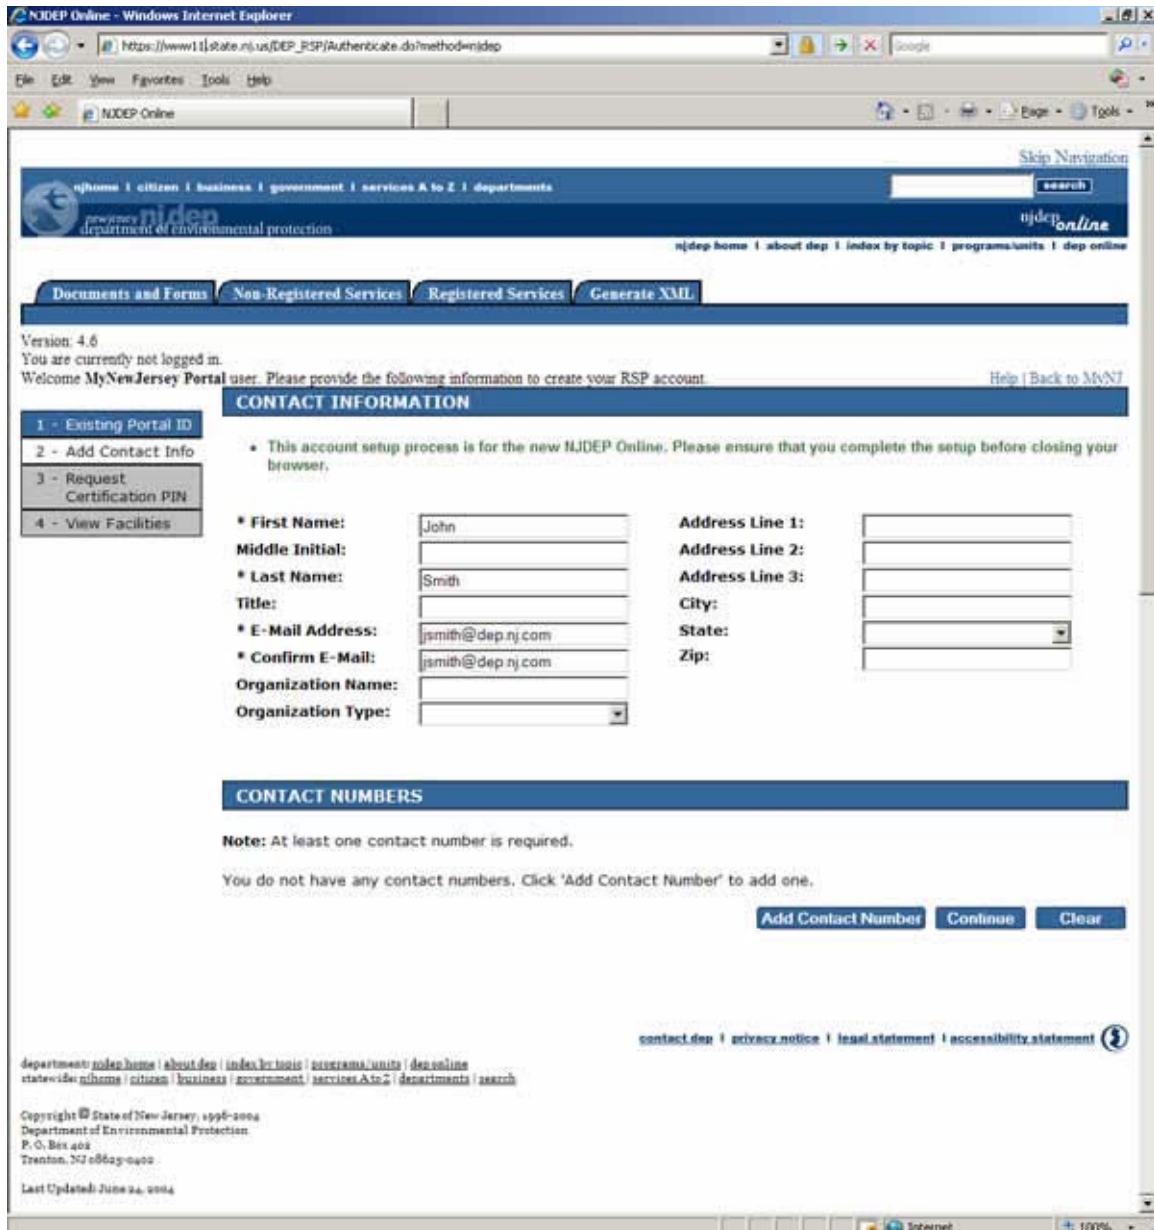 NJDEP Online - Windows Internet Explorer
https://www11.state.nj.us/DEP_RSP/Authenticate.do?method=njdep
Google
File Edit View Favorites Tools Help
NJDEP Online
Page Tools
Skip Navigation
njhome | citizen | business | government | services A to Z | departments
search
newjersey njdep
department of environmental protection
njdep online
njdep home | about dep | index by topic | programs/units | dep online
Documents and Forms Non-Registered Services Registered Services Generate XML
Version: 4.6
You are currently not logged in.
Welcome MyNewJersey Portal user. Please provide the following information to create your RSP account.
Help | Back to MyNJ
1 - Existing Portal ID
2 - Add Contact Info
3 - Request Certification PIN
4 - View Facilities
CONTACT INFORMATION
• This account setup process is for the new NJDEP Online. Please ensure that you complete the setup before closing your
browser.
* First Name: John
Middle Initial:
* Last Name: Smith
Title:
* E-Mail Address: jsmith@dep.nj.com
* Confirm E-Mail: jsmith@dep.nj.com
Organization Name:
Organization Type:
Address Line 1:
Address Line 2:
Address Line 3:
City:
State:
Zip:
CONTACT NUMBERS
Note: At least one contact number is required.
You do not have any contact numbers. Click 'Add Contact Number' to add one.
Add Contact Number Continue Clear
contact dep | privacy notice | legal statement | accessibility statement
department: njdep home | about dep | index by topic | programs/units | dep online
statewide: njhome | citizen | business | government | services A to Z | departments | search
Copyright © State of New Jersey, 1996-2004
Department of Environmental Protection
P. O. Box 402
Trenton, NJ 08625-0402
Last Updated: June 24, 2004
Internet
100%